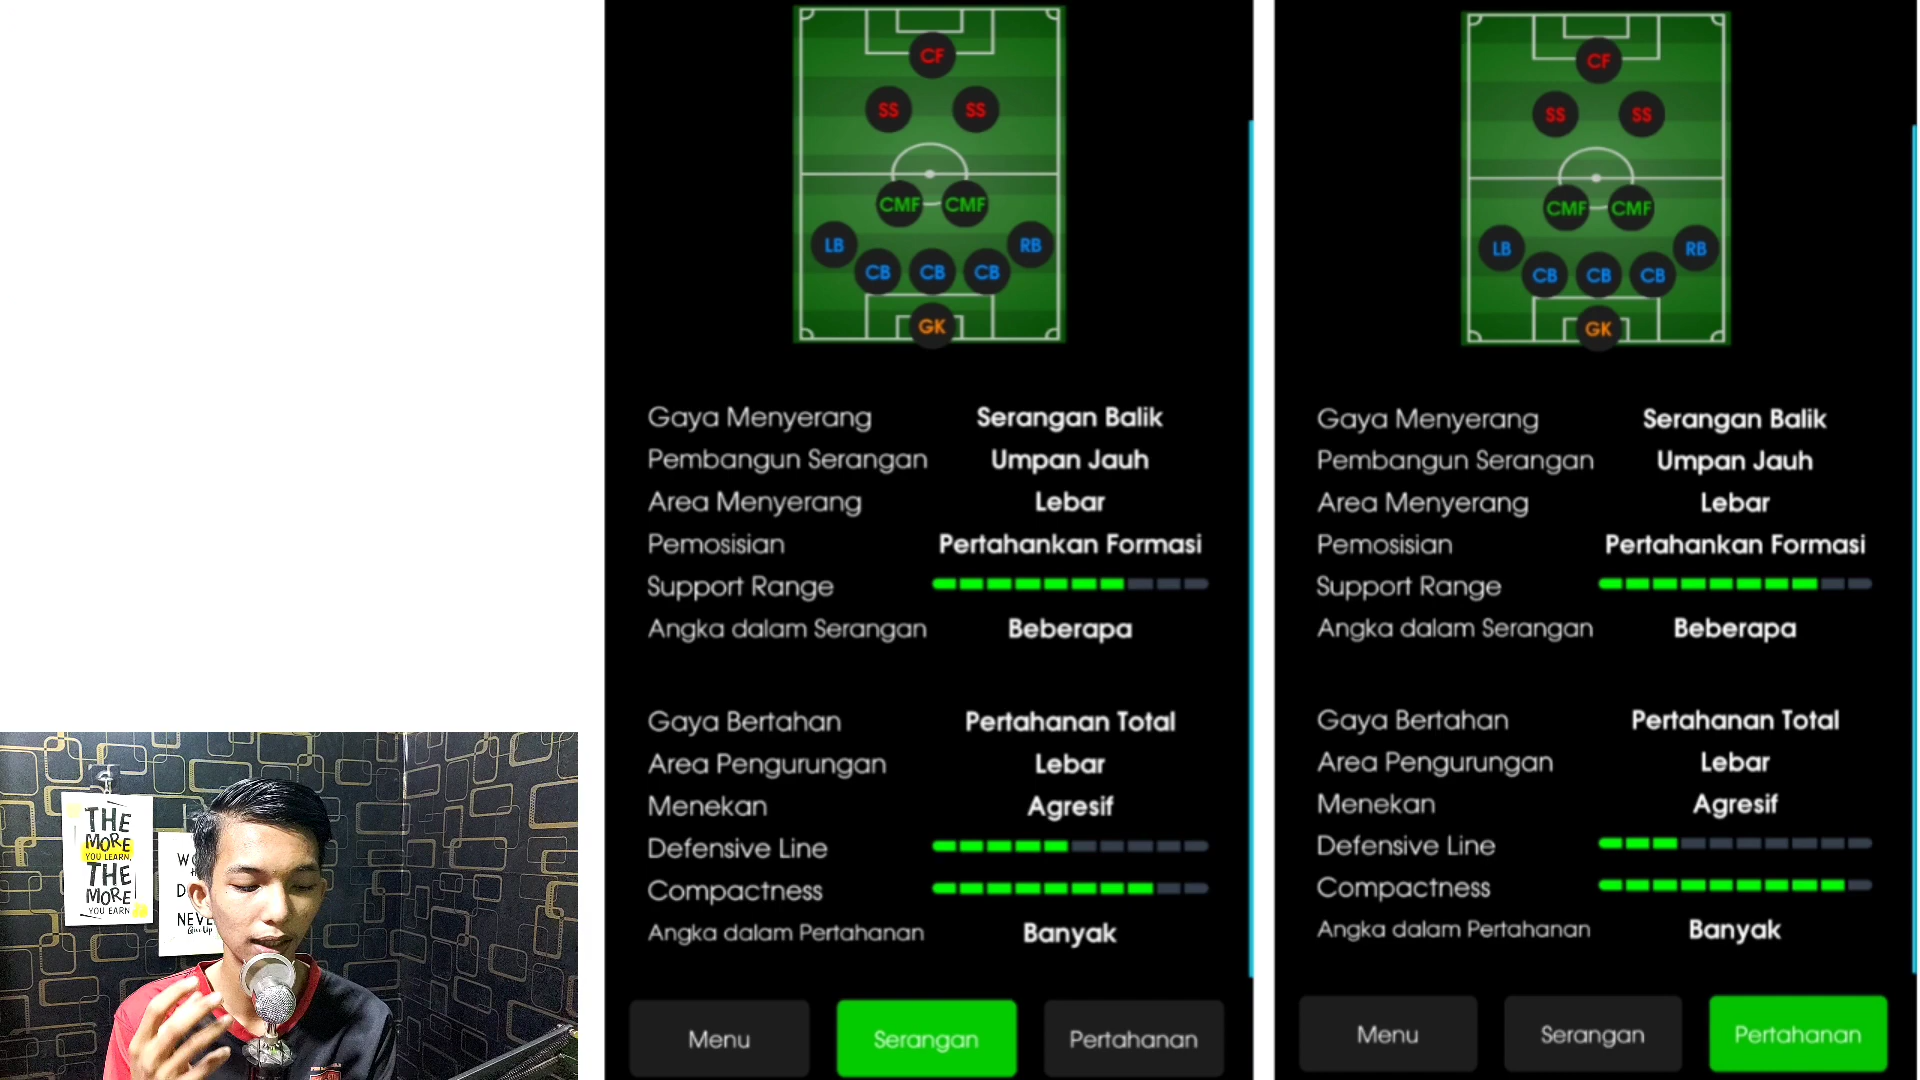 CF
SS SS
CMF CMF
LB RB
CB CB CB
GK
Gaya Menyerang Serangan Balik
Pembangun Serangan Umpan Jauh
Area Menyerang Lebar
Pemosisian Pertahankan Formasi
Support Range
Angka dalam Serangan Beberapa
Gaya Bertahan Pertahanan Total
Area Pengurungan Lebar
Menekan Agresif
Defensive Line
Compactness
Angka dalam Pertahanan Banyak
Menu Serangan Pertahanan
CF
SS SS
CMF CMF
LB RB
CB CB CB
GK
Gaya Menyerang Serangan Balik
Pembangun Serangan Umpan Jauh
Area Menyerang Lebar
Pemosisian Pertahankan Formasi
Support Range
Angka dalam Serangan Beberapa
Gaya Bertahan Pertahanan Total
Area Pengurungan Lebar
Menekan Agresif
Defensive Line
Compactness
Angka dalam Pertahanan Banyak
Menu Serangan Pertahanan
THE
MORE
YOU LEARN,
THE
MORE
YOU EARN